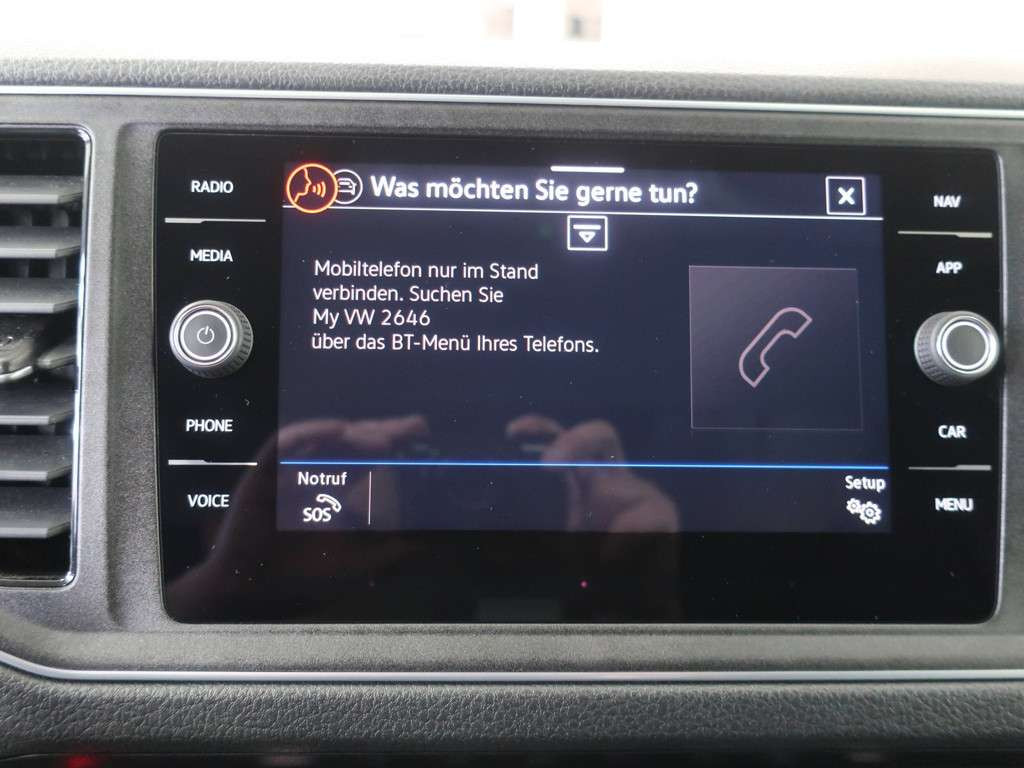 RADIO
MEDIA
PHONE
VOICE
Was möchten Sie gerne tun?
Mobiltelefon nur im Stand
verbinden. Suchen Sie
My VW 2646
über das BT-Menü Ihres Telefons.
Notruf
SOS
Setup
NAV
APP
CAR
MENU